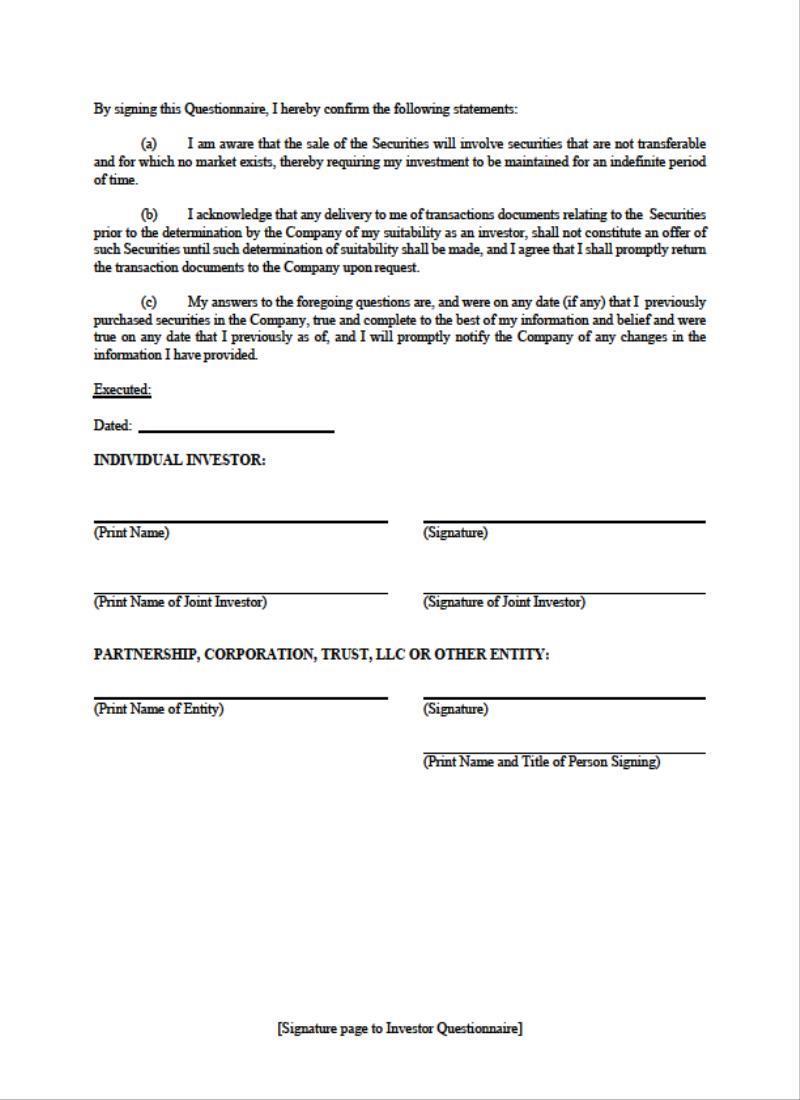 By signing this Questionnaire, I hereby confirm the following statements:
(a) I am aware that the sale of the Securities will involve securities that are not transferable
and for which no market exists, thereby requiring my investment to be maintained for an indefinite period
of time.
(b) I acknowledge that any delivery to me of transactions documents relating to the Securities
prior to the determination by the Company of my suitability as an investor, shall not constitute an offer of
such Securities until such determination of suitability shall be made, and I agree that I shall promptly return
the transaction documents to the Company upon request.
(c) My answers to the foregoing questions are, and were on any date (if any) that I previously
purchased securities in the Company, true and complete to the best of my information and belief and were
true on any date that I previously as of, and I will promptly notify the Company of any changes in the
information I have provided.
Executed:
Dated:
INDIVIDUAL INVESTOR:
(Print Name) (Signature)
(Print Name of Joint Investor) (Signature of Joint Investor)
PARTNERSHIP, CORPORATION, TRUST, LLC OR OTHER ENTITY:
(Print Name of Entity) (Signature)
(Print Name and Title of Person Signing)
[Signature page to Investor Questionnaire]